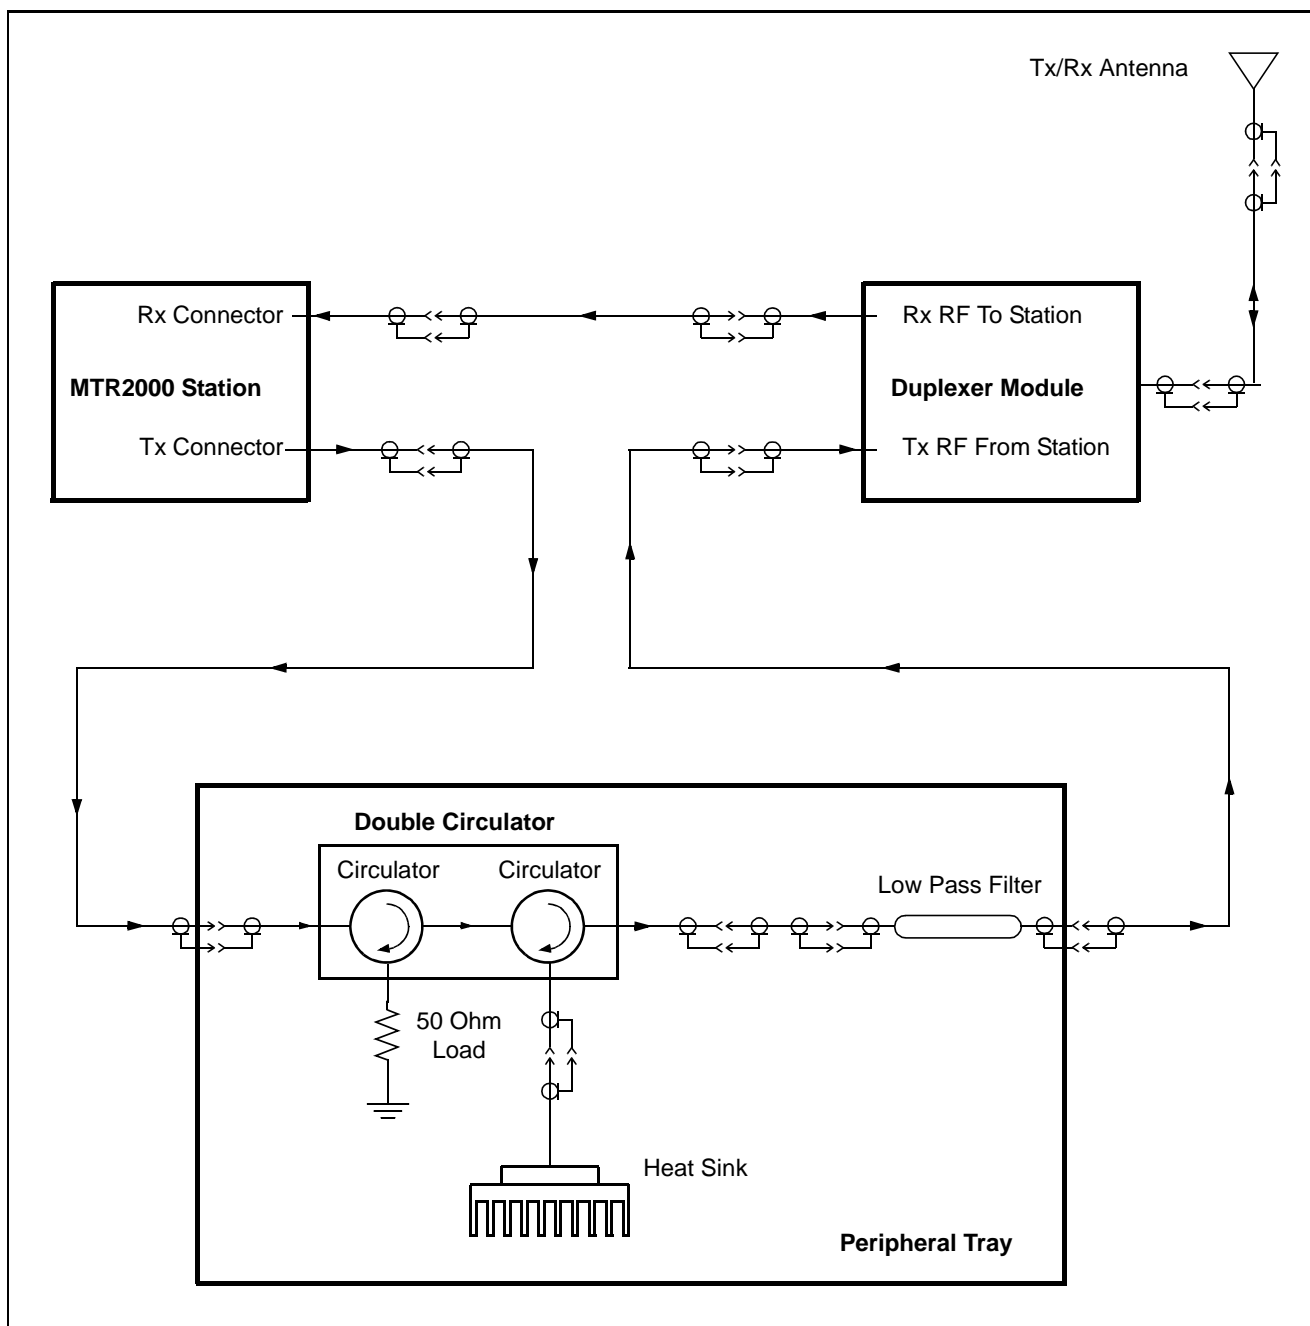 Tx/Rx Antenna
Rx Connector
Rx RF To Station
MTR2000 Station
Duplexer Module
Tx Connector
Tx RF From Station
Double Circulator
Circulator
Circulator
Low Pass Filter
50 Ohm
Load
Heat Sink
Peripheral Tray